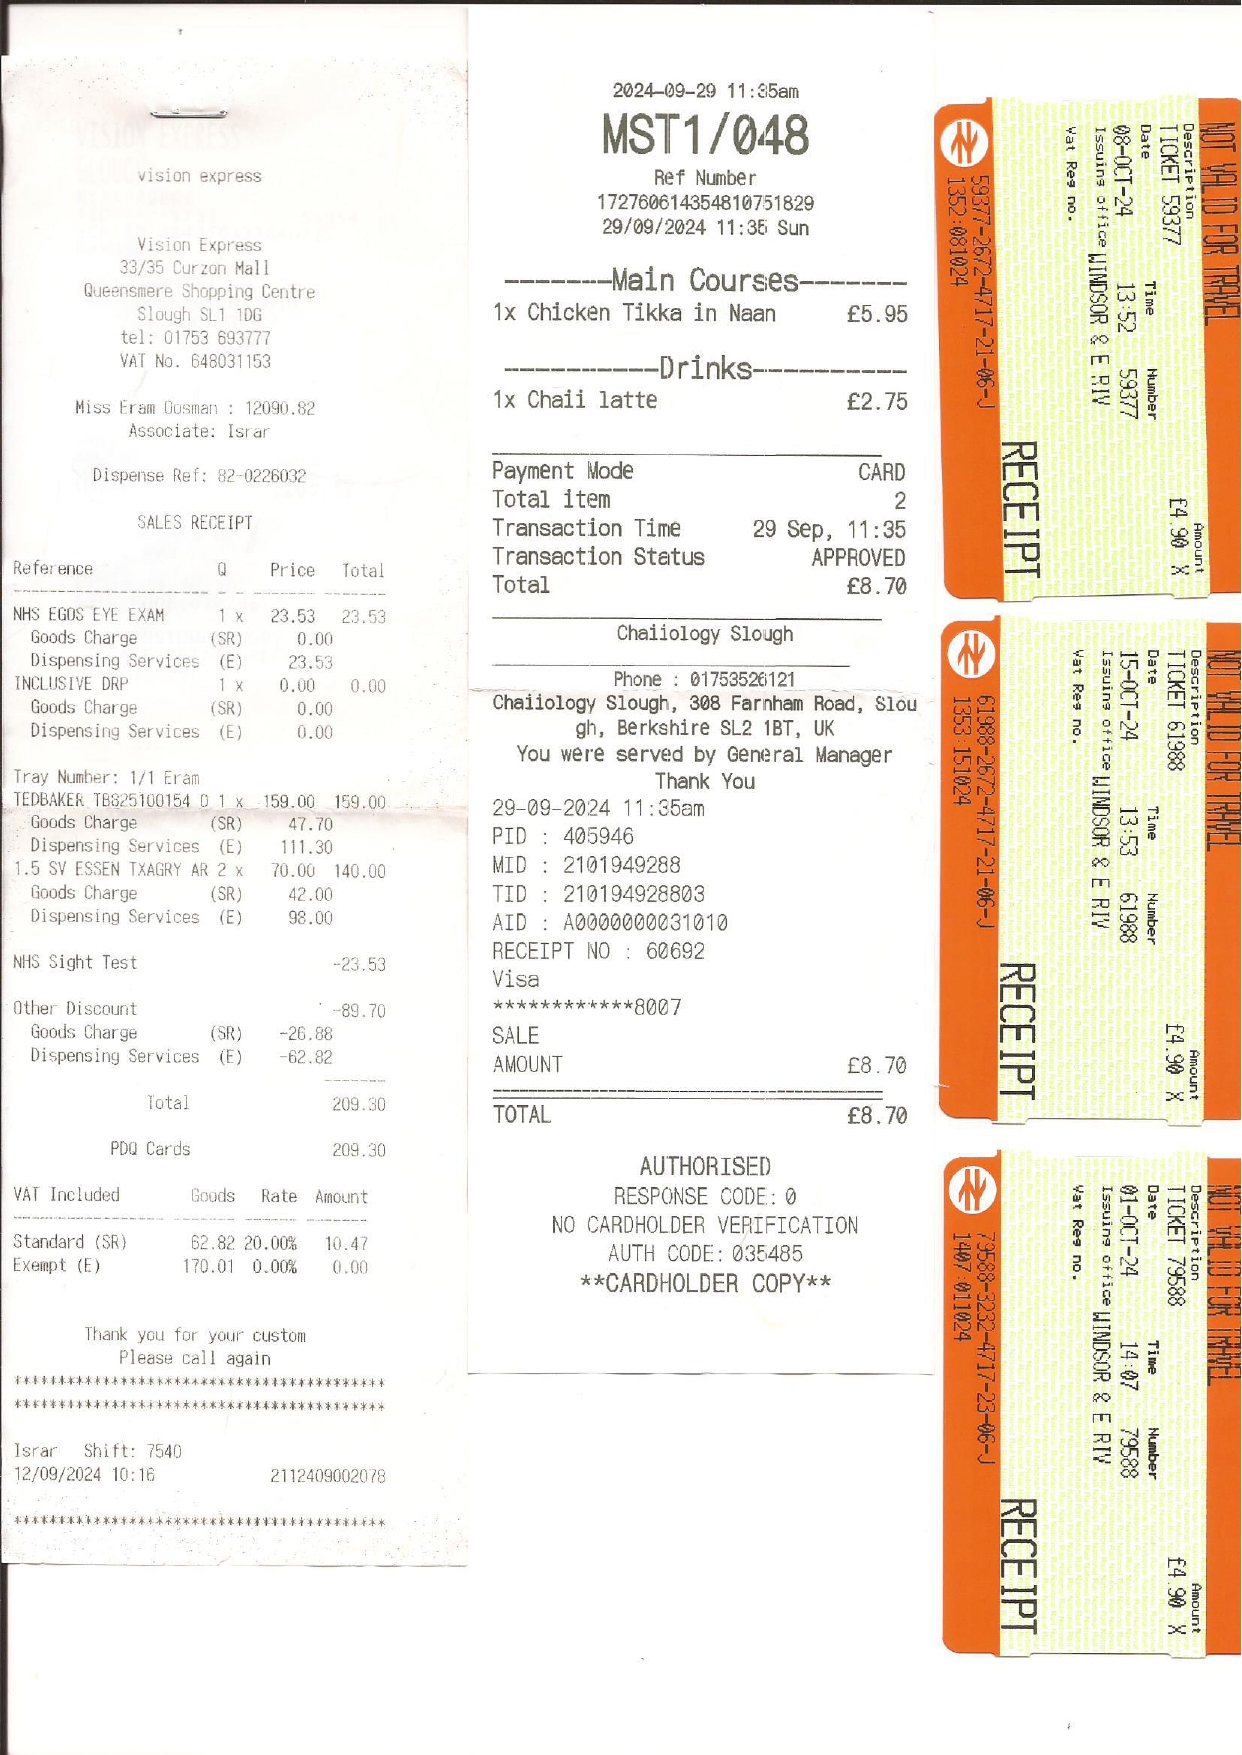 vision express
Vision Express
33/35 Curzon Mall
Queensmere Shopping Centre
Slough SL1 1DG
tel: 01753 693777
VAT No. 648031153
Miss Eram Oosman : 12090.82
Associate: Israr
Dispense Ref: 82-0226032
SALES RECEIPT
Reference Q Price Total
NHS EGOS EYE EXAM 1 x 23.53 23.53
Goods Charge (SR) 0.00
Dispensing Services (E) 23.53
INCLUSIVE DRP 1 x 0.00 0.00
Goods Charge (SR) 0.00
Dispensing Services (E) 0.00
Tray Number: 1/1 Eram
TEDBAKER TBS25100154 O 1 x 159.00 159.00
Goods Charge (SR) 47.70
Dispensing Services (E) 111.30
1.5 SV ESSEN TXAGRY AR 2 x 70.00 140.00
Goods Charge (SR) 42.00
Dispensing Services (E) 98.00
NHS Sight Test -23.53
Other Discount -89.70
Goods Charge (SR) -26.88
Dispensing Services (E) -62.82
Total 209.30
PDQ Cards 209.30
VAT Included Goods Rate Amount
Standard (SR) 62.82 20.00% 10.47
Exempt (E) 170.01 0.00% 0.00
Thank you for your custom
Please call again
******************************************
******************************************
Israr Shift: 7540
12/09/2024 10:16 2112409002078
******************************************
2024-09-29 11:35am
MST1/048
Ref Number
172760614354810751829
29/09/2024 11:35 Sun
-------Main Courses-------
1x Chicken Tikka in Naan £5.95
----------Drinks----------
1x Chaii latte £2.75
Payment Mode CARD
Total item 2
Transaction Time 29 Sep, 11:35
Transaction Status APPROVED
Total £8.70
Chaiiology Slough
Phone : 01753526121
Chaiiology Slough, 308 Farnham Road, Slou
gh, Berkshire SL2 1BT, UK
You were served by General Manager
Thank You
29-09-2024 11:35am
PID : 405946
MID : 2101949288
TID : 210194928803
AID : A0000000031010
RECEIPT NO : 60692
Visa
************8007
SALE
AMOUNT £8.70
TOTAL £8.70
AUTHORISED
RESPONSE CODE: 0
NO CARDHOLDER VERIFICATION
AUTH CODE: 035485
**CARDHOLDER COPY**
NOT VALID FOR TRAVEL
Description Amount
TICKET 59377 £4.90 X
Date Time Number
08-OCT-24 13:52 59377
Issuing office WINDSOR & E RIV
Vat Reg no.
RECEIPT
59377-2672-4717-21-06-J
1352 081024
NOT VALID FOR TRAVEL
Description Amount
TICKET 61988 £4.90 X
Date Time Number
15-OCT-24 13:53 61988
Issuing office WINDSOR & E RIV
Vat Reg no.
RECEIPT
61988-2672-4717-21-06-J
1353 151024
NOT VALID FOR TRAVEL
Description Amount
TICKET 79588 £4.90 X
Date Time Number
01-OCT-24 14:07 79588
Issuing office WINDSOR & E RIV
Vat Reg no.
RECEIPT
79588-3232-4717-23-06-J
1407 011024